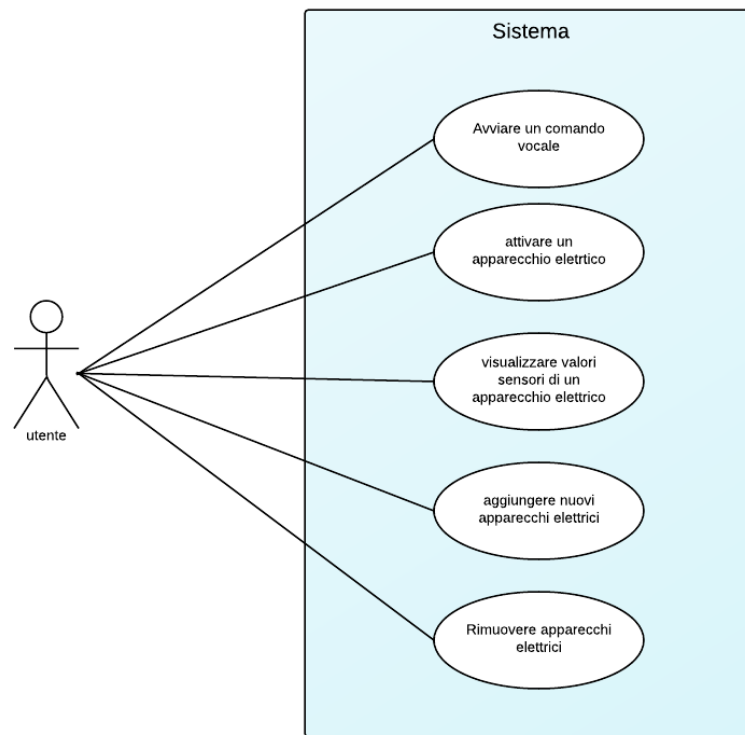 Sistema
Avviare un comando
vocale
attivare un
apparecchio eletrtico
visualizzare valori
sensori di un
apparecchio elettrico
utente
aggiungere nuovi
apparecchi elettrici
Rimuovere apparecchi
elettrici